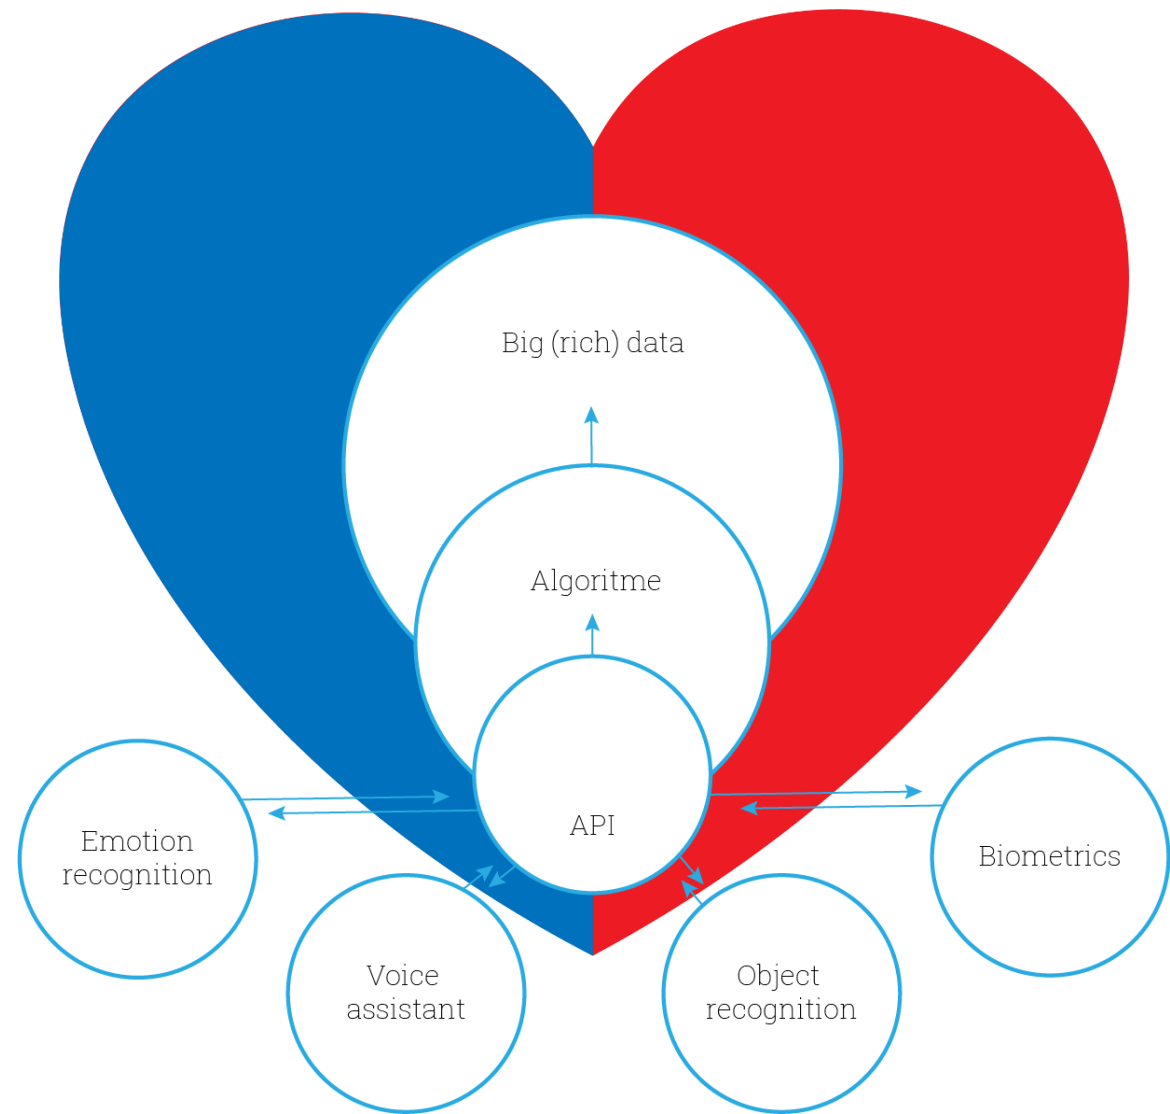 Big (rich) data
Algoritme
API
Emotion
recognition
Voice
assistant
Object
recognition
Biometrics